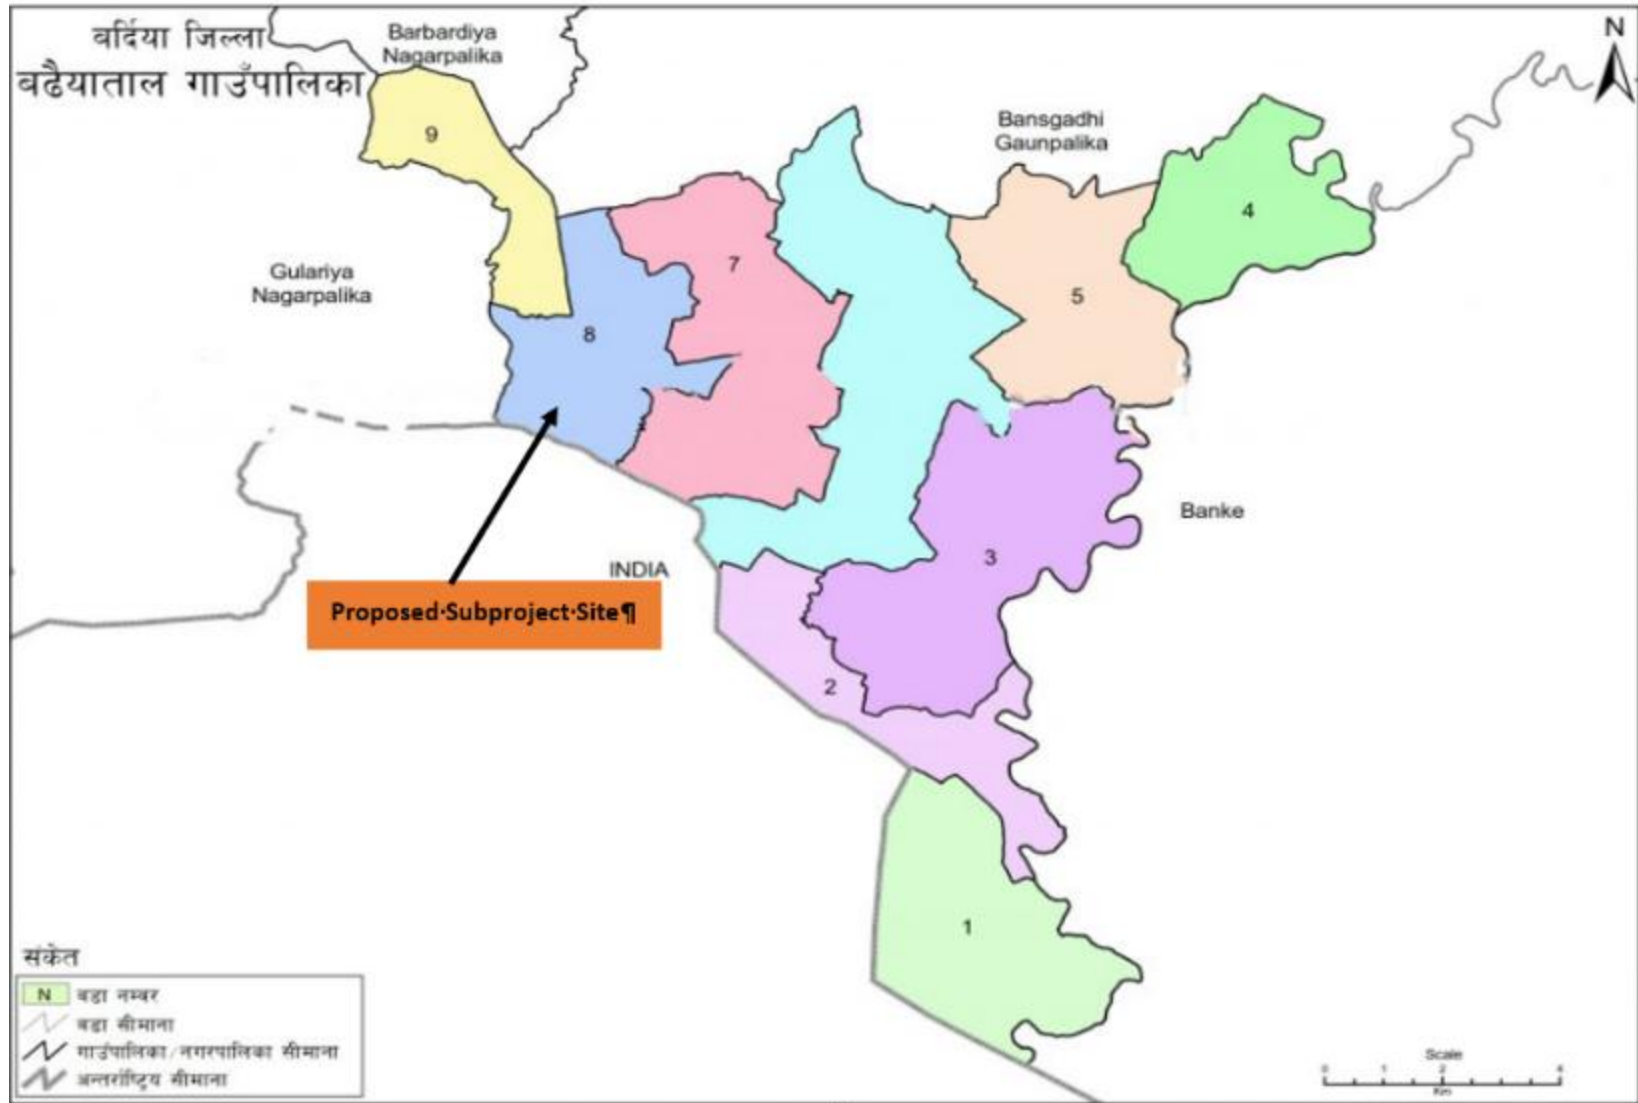 बर्दिया जिल्ला
बढैयाताल गाउँपालिका
Barbardiya
Nagarpalika
N
9
Bansgadhi
Gaunpalika
4
7
Gulariya
Nagarpalika
5
8
Banke
3
INDIA
Proposed·Subproject·Site¶
2
1
संकेत
N वडा नम्बर
वडा सीमाना
गाउँपालिका/नगरपालिका सीमाना
अन्तर्राष्ट्रिय सीमाना
Scale
0 1 2 4
Km